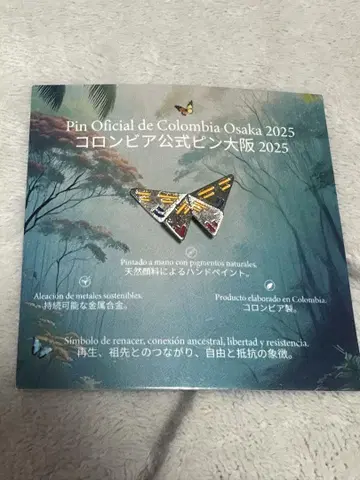 Pin Oficial de Colombia Osaka 2025
コロンビア公式ピン大阪 2025
Pintado a mano con pigmentos naturales.
天然顔料によるハンドペイント。
Aleación de metales sostenibles.
持続可能な金属合金。
Producto elaborado en Colombia.
コロンビア製。
Símbolo de renacer, conexión ancestral, libertad y resistencia.
再生、祖先とのつながり、自由と抵抗の象徴。